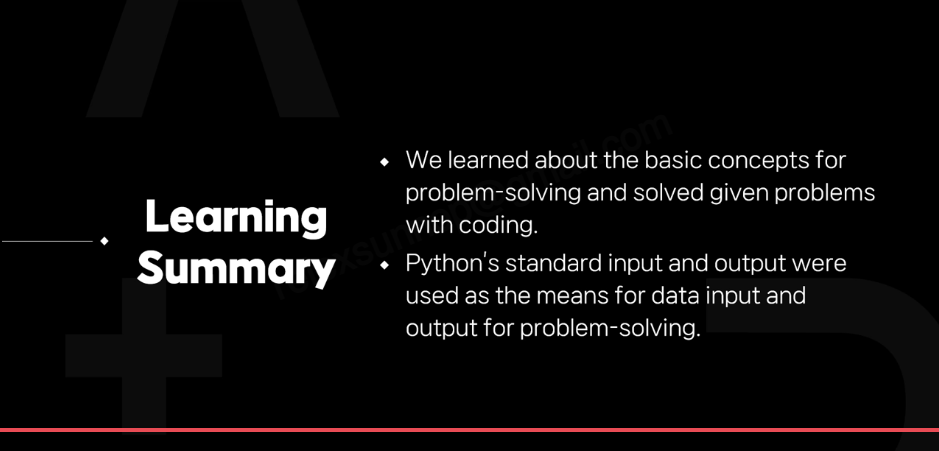 Learning
Summary
We learned about the basic concepts for
problem-solving and solved given problems
with coding.
Python's standard input and output were
used as the means for data input and
output for problem-solving.